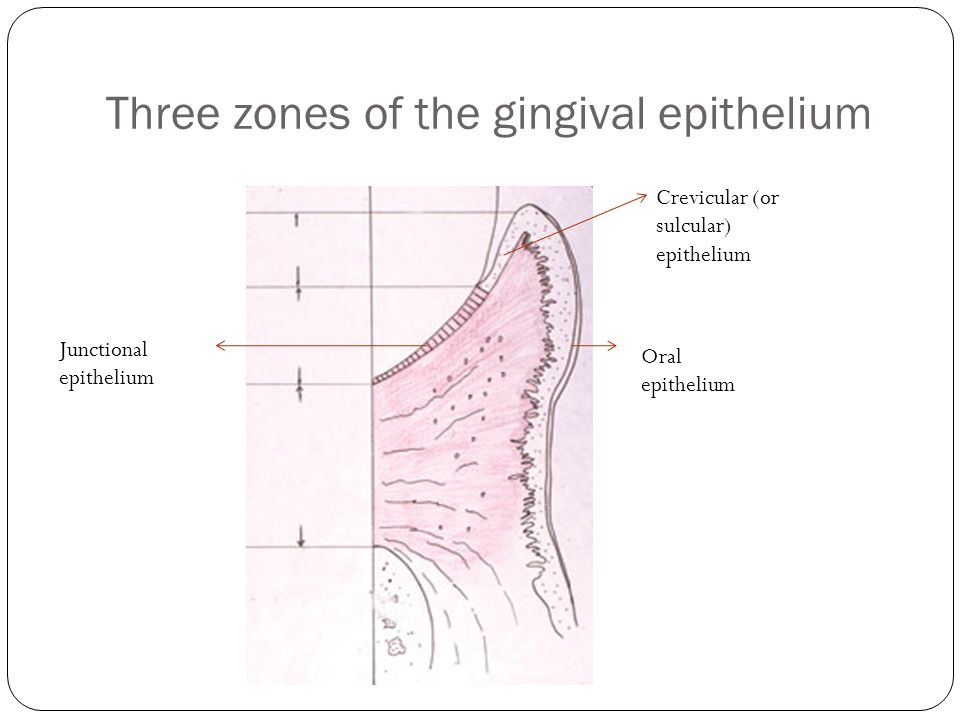 Three zones of the gingival epithelium
Crevicular (or
sulcular)
epithelium
Junctional
epithelium
Oral
epithelium